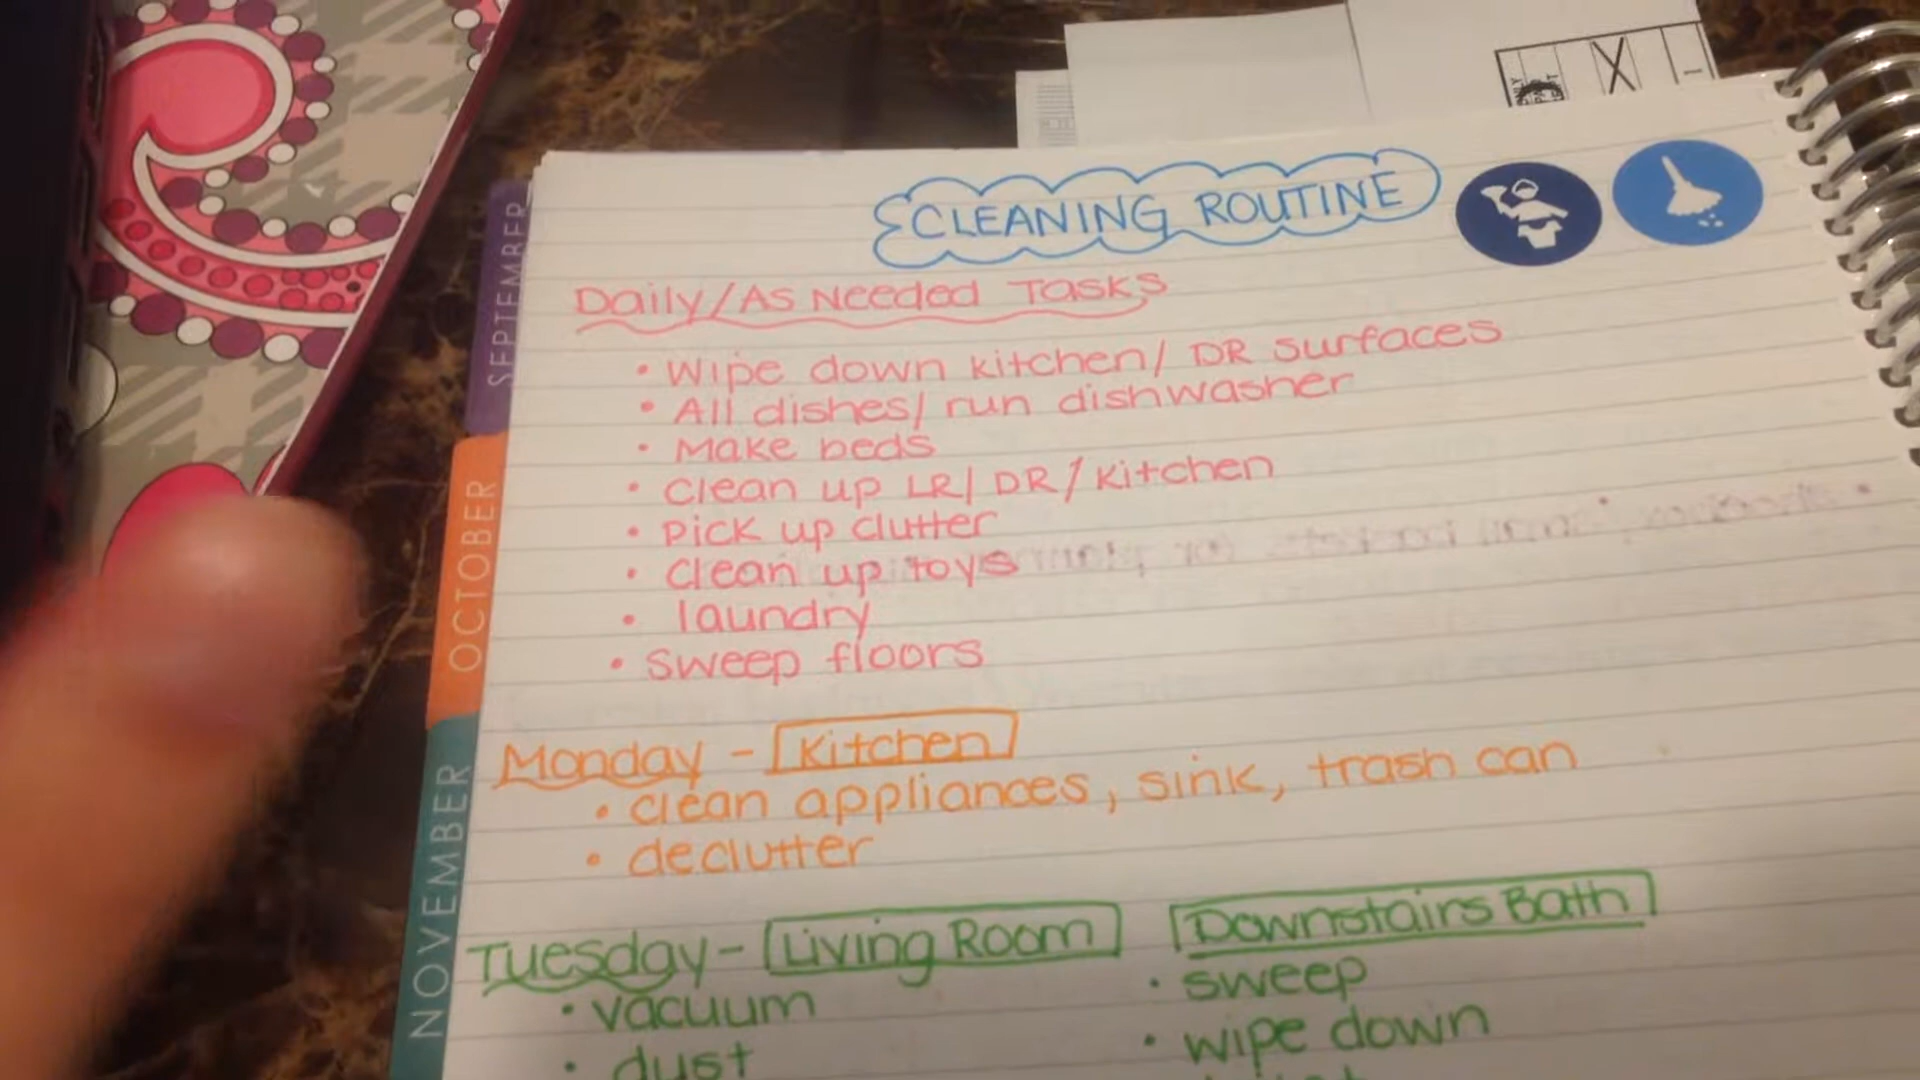 CLEANING ROUTINE
Daily/As Needed Tasks
• Wipe down kitchen/ DR surfaces
• All dishes/ run dishwasher
• Make beds
• Clean up LR/ DR/ Kitchen
• Pick up clutter
• Clean up toys
• laundry
• Sweep floors
Monday - Kitchen
• clean appliances, sink, trash can
• declutter
Tuesday - Living Room Downstairs Bath
• vacuum • sweep
• dust • wipe down
SEPTEMBER
OCTOBER
NOVEMBER
X